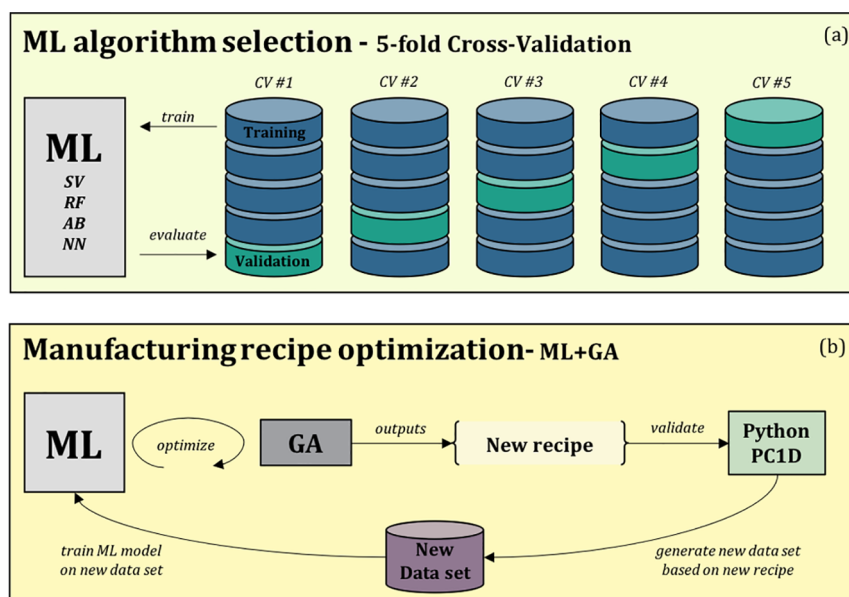 ML algorithm selection - 5-fold Cross-Validation
(a)
CV #1
CV #2
CV #3
CV #4
CV #5
train
Training
ML
SV
RF
AB
NN
evaluate
Validation
Manufacturing recipe optimization- ML+GA
(b)
ML
optimize
GA
outputs
New recipe
validate
Python
PC1D
train ML model
on new data set
New
Data set
generate new data set
based on new recipe